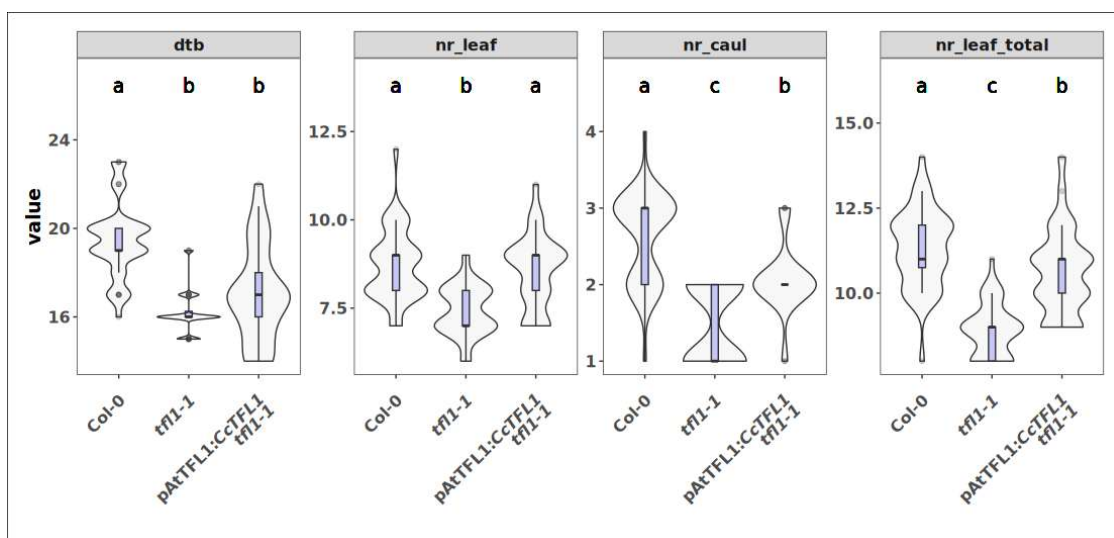 dtb
nr_leaf
nr_caul
nr_leaf_total
a
b
b
a
b
a
a
c
b
a
c
b
value
24
20
16
12.5
10.0
7.5
4
3
2
1
15.0
12.5
10.0
Col-0
tfl1-1
pAtTFL1:CcTFL1
tfl1-1
Col-0
tfl1-1
pAtTFL1:CcTFL1
tfl1-1
Col-0
tfl1-1
pAtTFL1:CcTFL1
tfl1-1
Col-0
tfl1-1
pAtTFL1:CcTFL1
tfl1-1